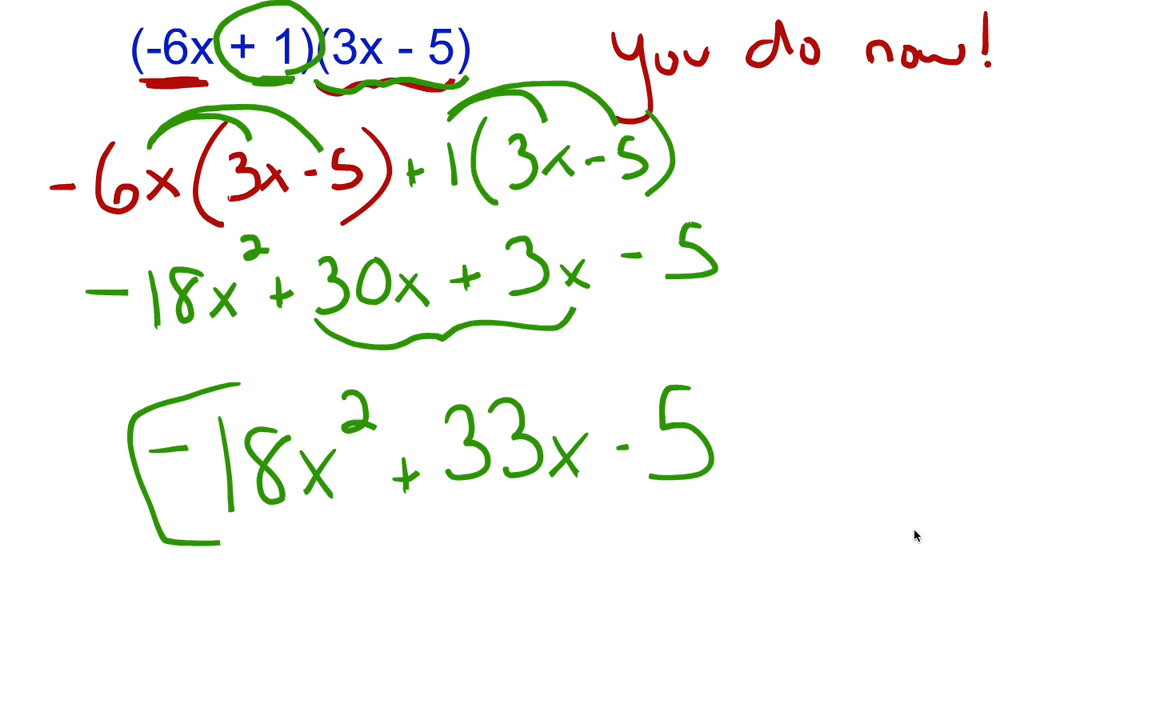 (-6x + 1)(3x - 5) you do now!
-6x(3x-5) + 1(3x-5)
-18x² + 30x + 3x - 5
-18x² + 33x - 5